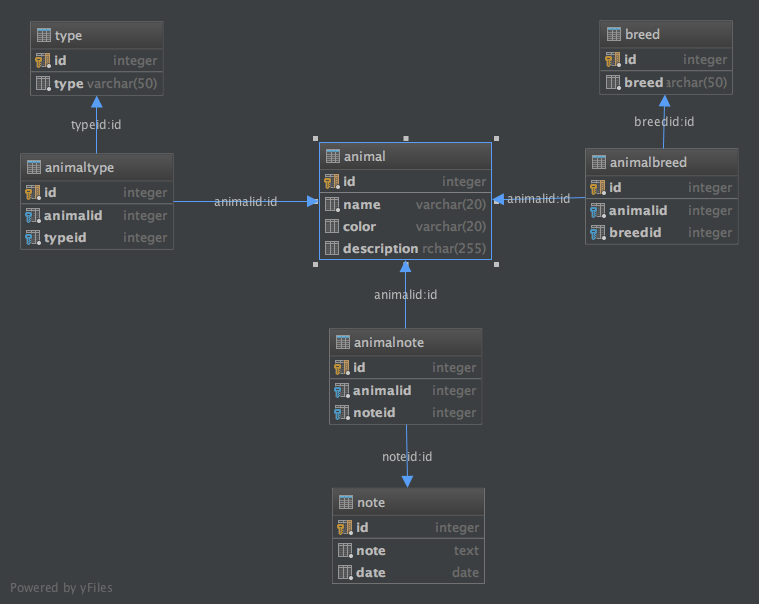 type
id integer
type varchar(50)
breed
id integer
breed archar(50)
typeid:id
breedid:id
animaltype
id integer
animalid integer
typeid integer
animal
id integer
name varchar(20)
color varchar(20)
description rchar(255)
animalbreed
id integer
animalid integer
breedid integer
animalid:id
animalid:id
animalid:id
animalnote
id integer
animalid integer
noteid integer
noteid:id
note
id integer
note text
date date
Powered by yFiles